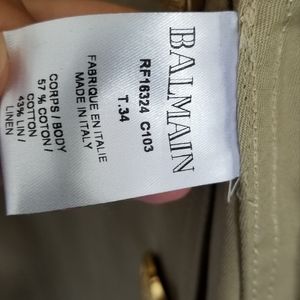 BALMAIN
RF16324 C103
T.34
FABRIQUE EN ITALIE
MADE IN ITALY
CORPS / BODY
57 % COTON /
COTTON
43% LIN /
LINEN